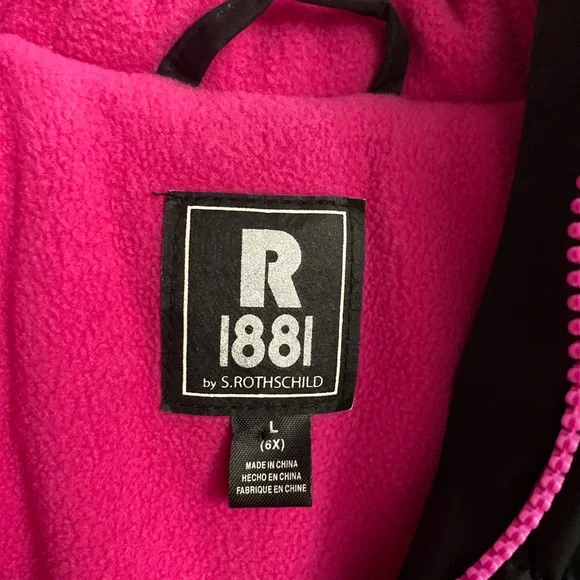 R
1881
by S.ROTHSCHILD
L
(6X)
MADE IN CHINA
HECHO EN CHINA
FABRIQUE EN CHINE